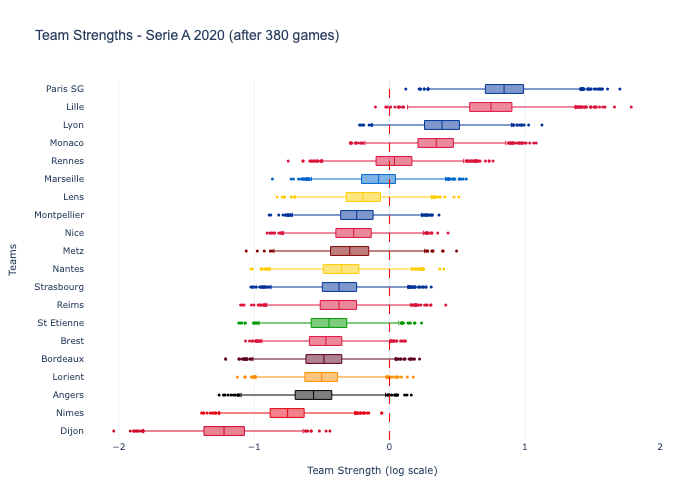 Team Strengths - Serie A 2020 (after 380 games)
Paris SG
Lille
Lyon
Monaco
Rennes
Marseille
Lens
Montpellier
Nice
Metz
Nantes
Strasbourg
Reims
St Etienne
Brest
Bordeaux
Lorient
Angers
Nimes
Dijon
Teams
−2 −1 0 1 2
Team Strength (log scale)